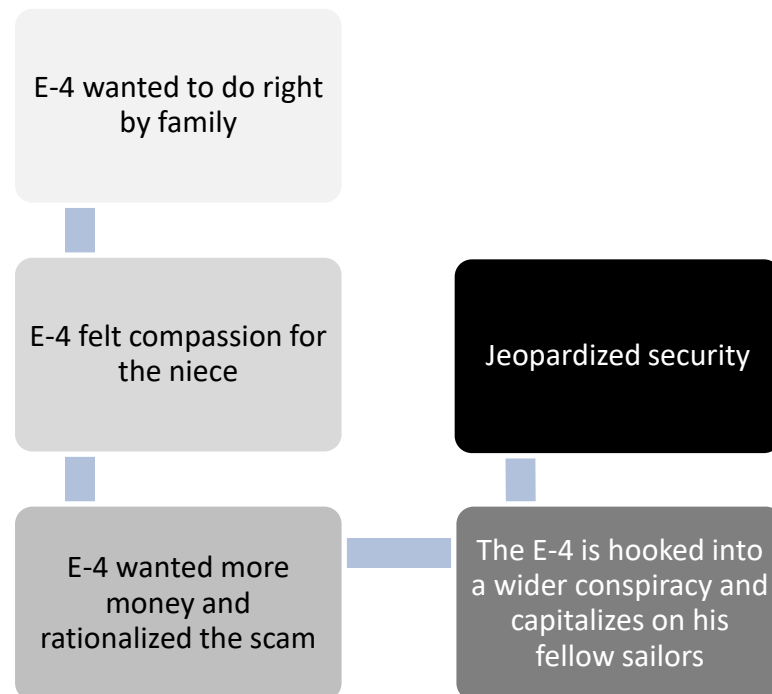 E-4 wanted to do right
by family
E-4 felt compassion for
the niece
E-4 wanted more
money and
rationalized the scam
The E-4 is hooked into
a wider conspiracy and
capitalizes on his
fellow sailors
Jeopardized security